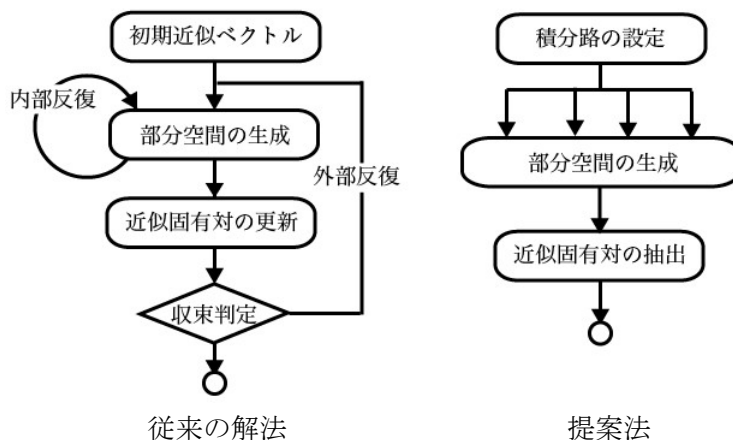 初期近似ベクトル
内部反復
部分空間の生成
外部反復
近似固有対の更新
収束判定
従来の解法
積分路の設定
部分空間の生成
近似固有対の抽出
提案法